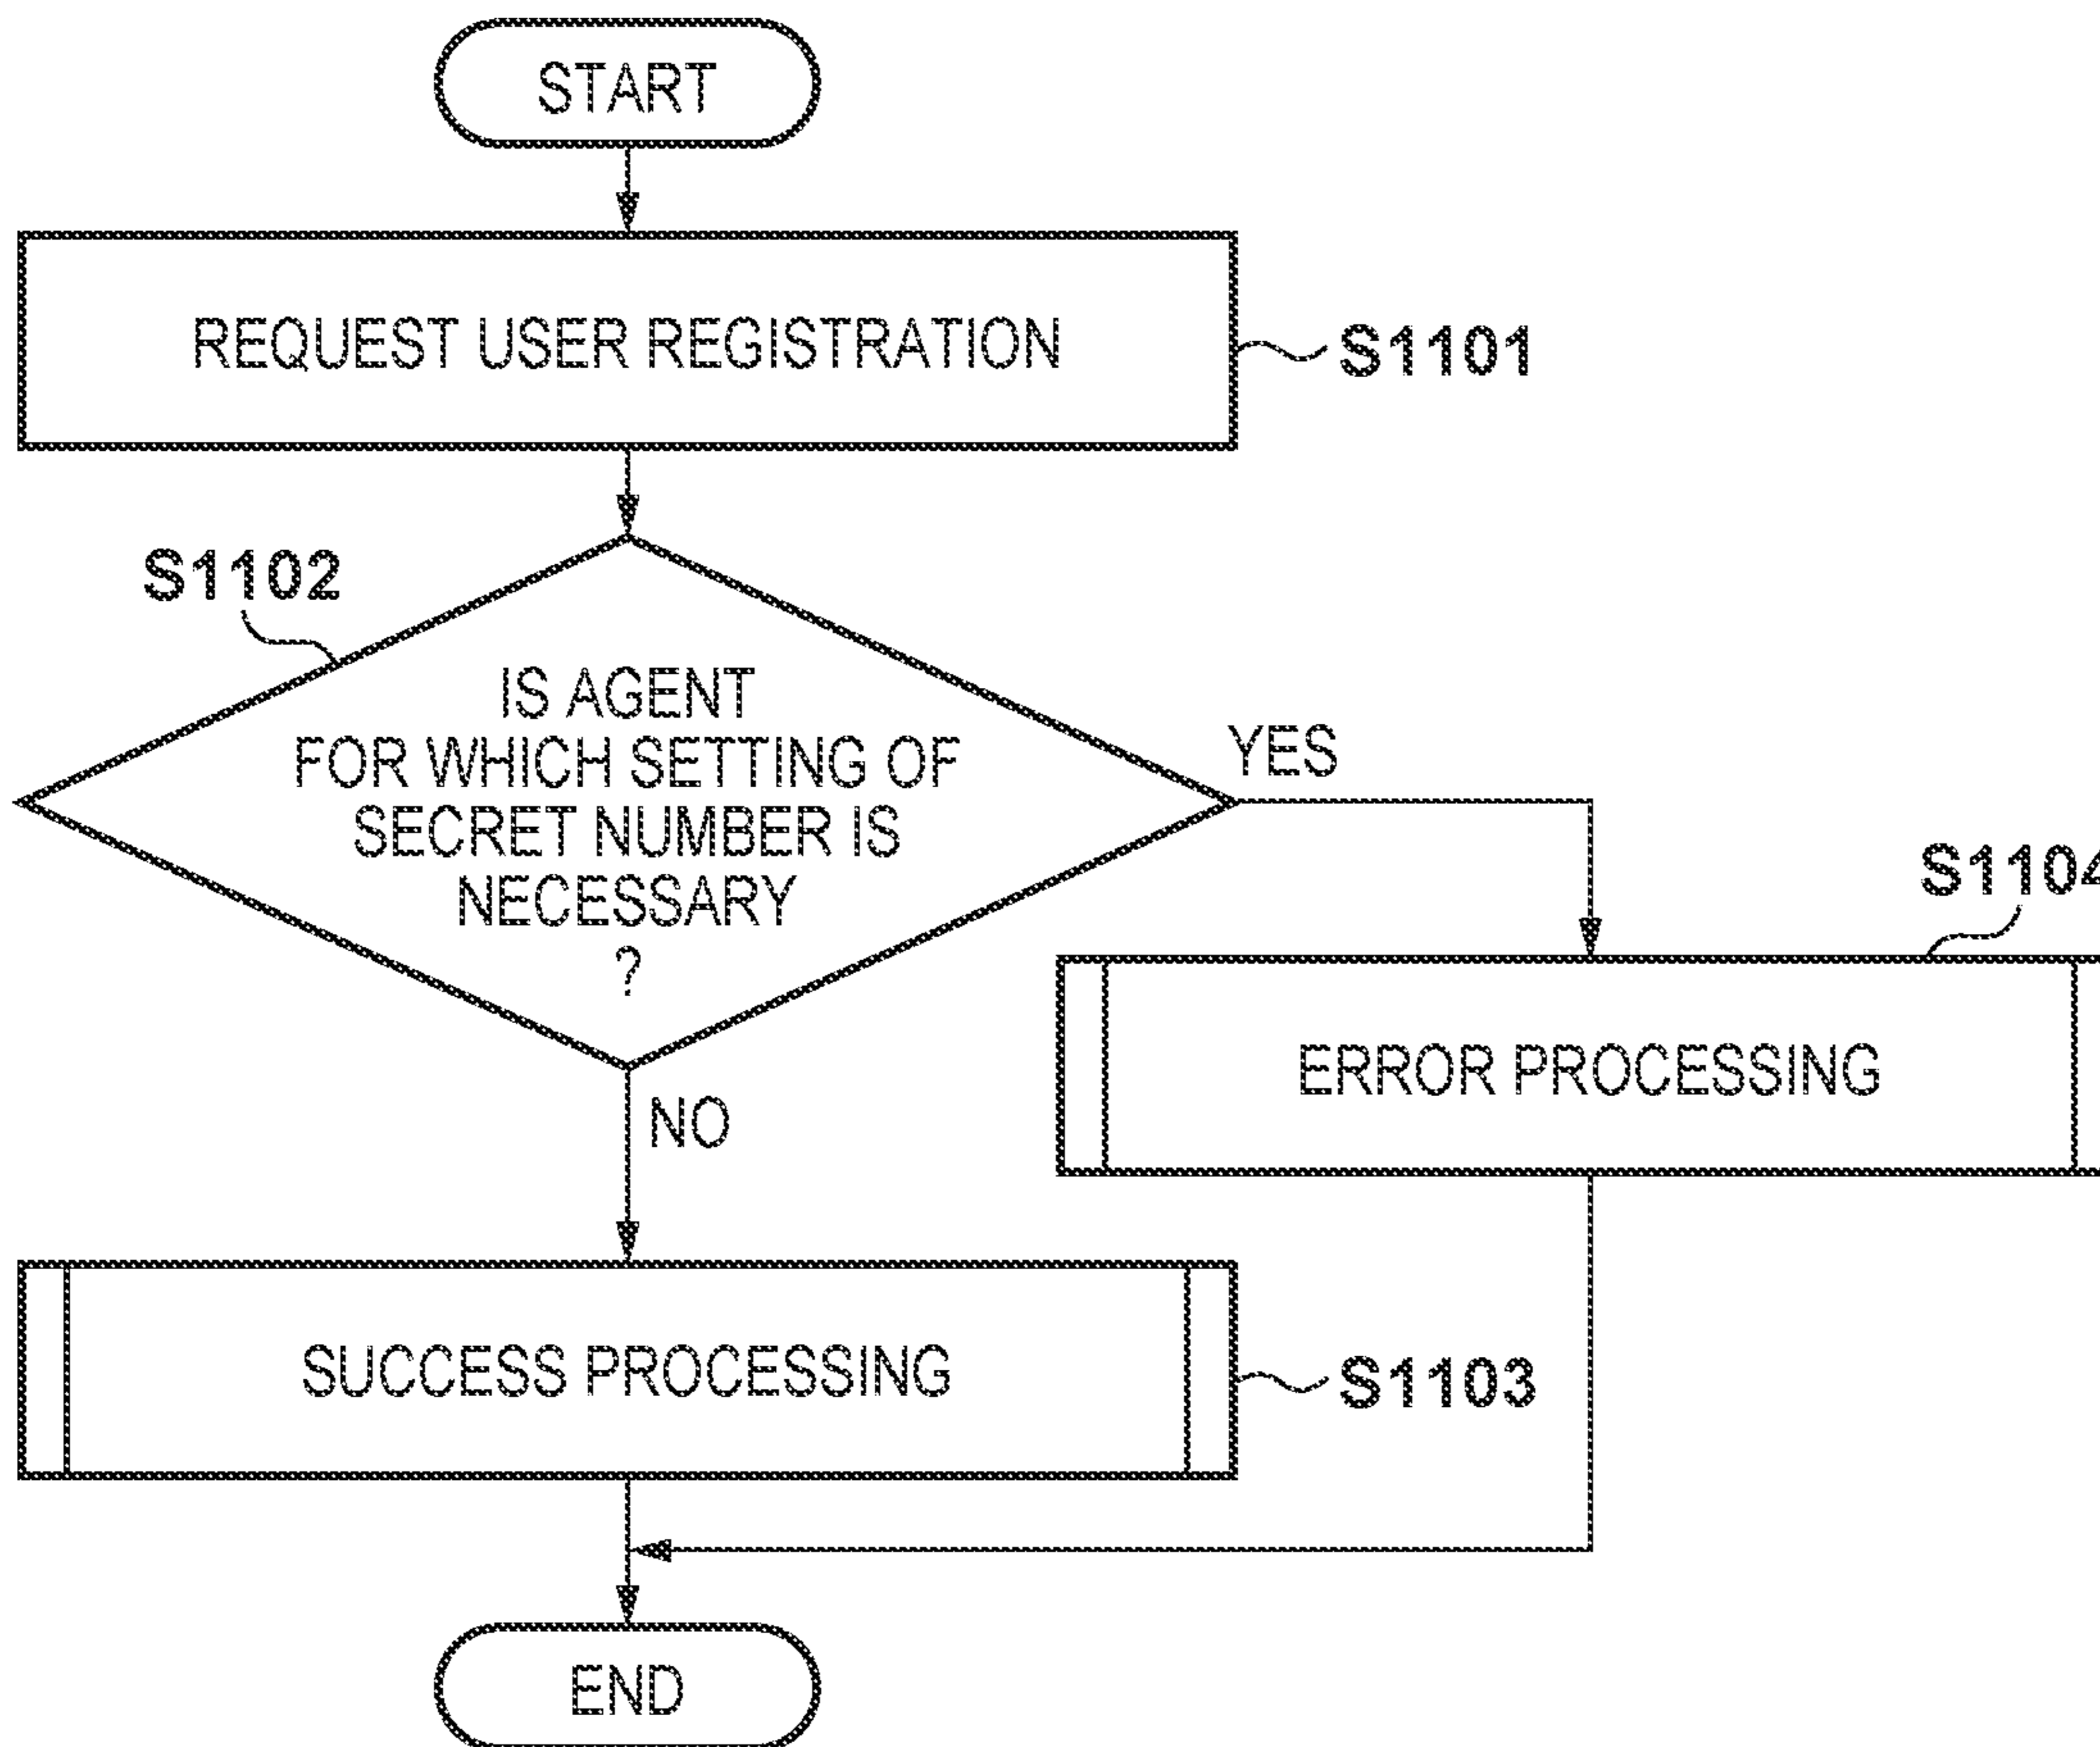 START
REQUEST USER REGISTRATION
S1101
S1102
IS AGENT
FOR WHICH SETTING OF
SECRET NUMBER IS
NECESSARY
?
YES
S1104
ERROR PROCESSING
NO
SUCCESS PROCESSING
S1103
END